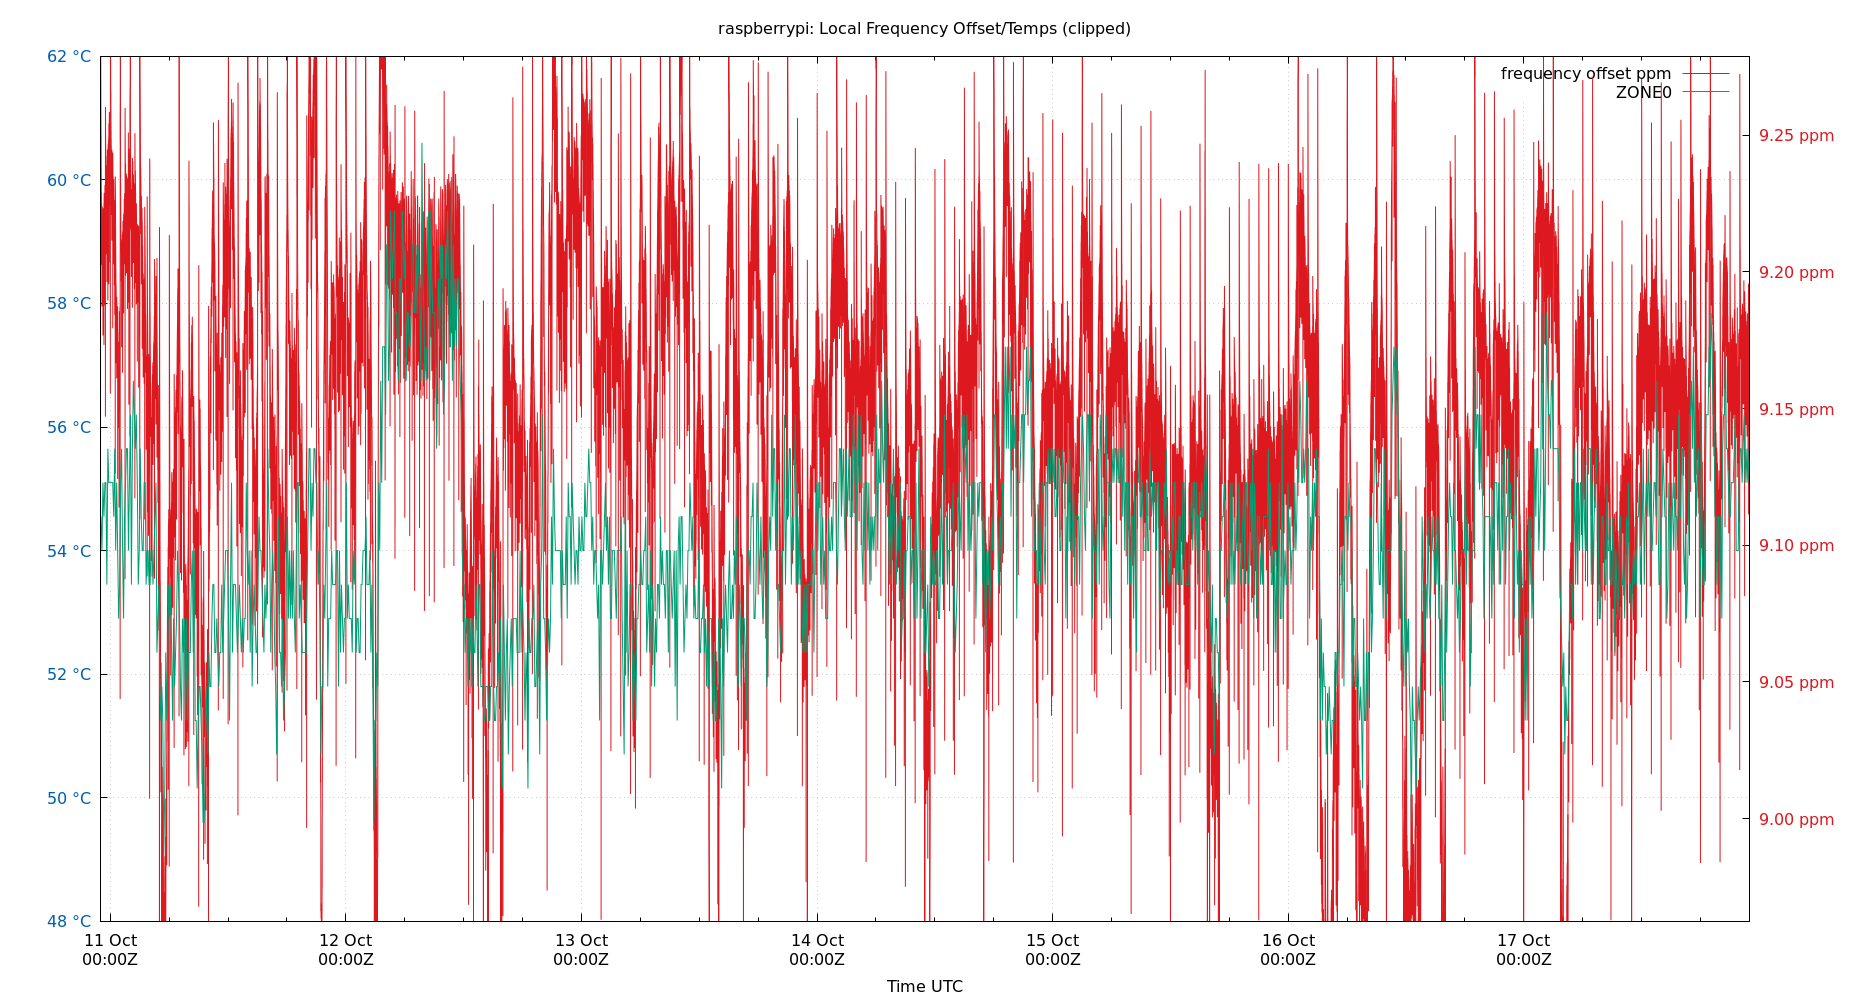 raspberrypi: Local Frequency Offset/Temps (clipped)
62 °C
60 °C
58 °C
56 °C
54 °C
52 °C
50 °C
48 °C
frequency offset ppm
ZONE0
9.25 ppm
9.20 ppm
9.15 ppm
9.10 ppm
9.05 ppm
9.00 ppm
11 Oct
00:00Z
12 Oct
00:00Z
13 Oct
00:00Z
14 Oct
00:00Z
15 Oct
00:00Z
16 Oct
00:00Z
17 Oct
00:00Z
Time UTC